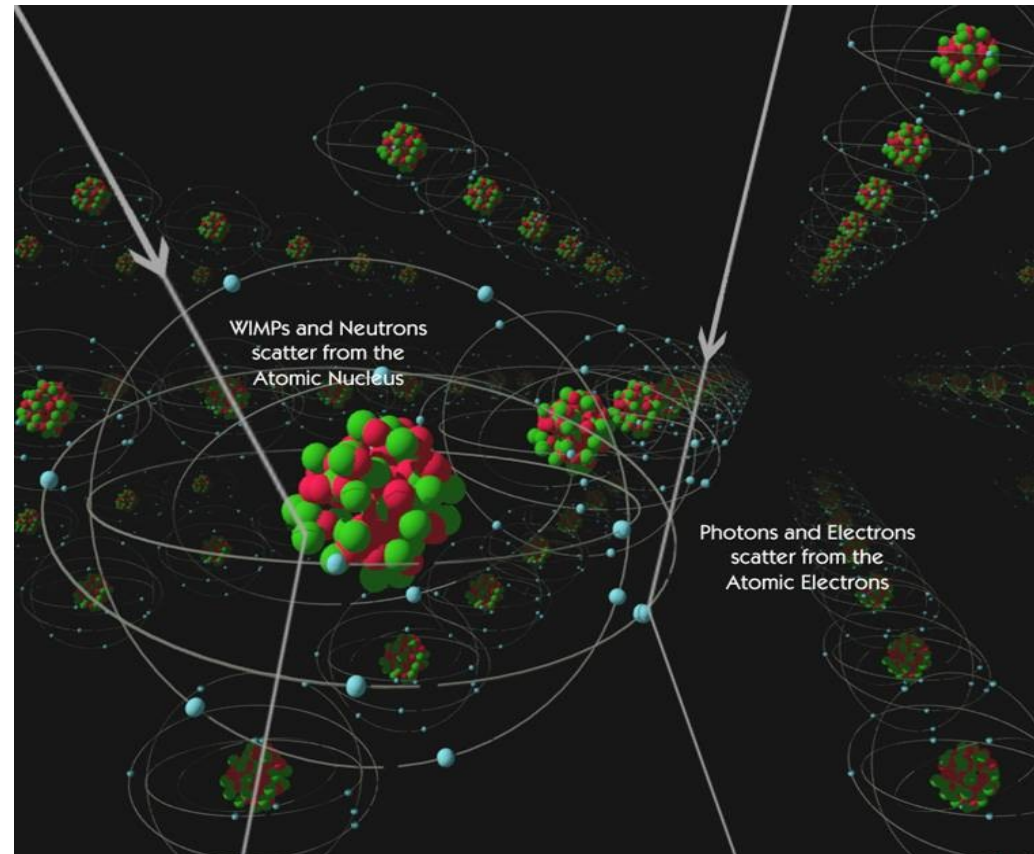 WIMPs and Neutrons
scatter from the
Atomic Nucleus
Photons and Electrons
scatter from the
Atomic Electrons